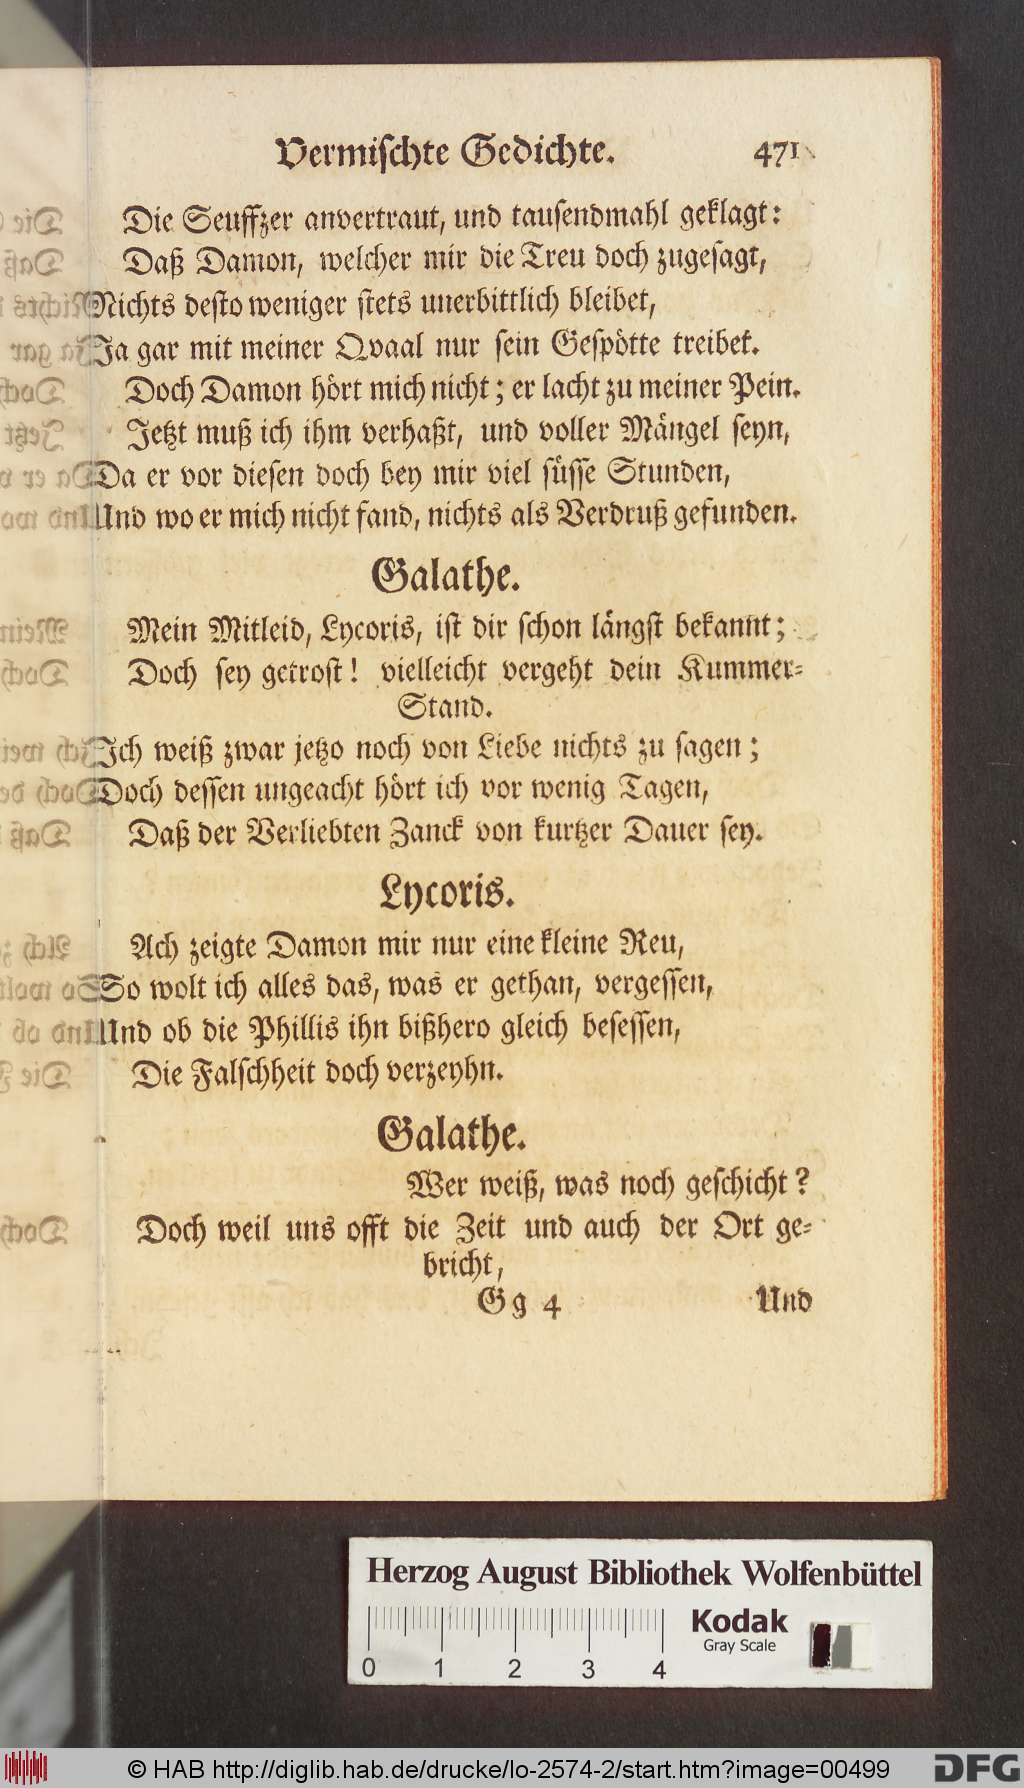 Vermischte Gedichte. 471
Die Seuffzer anvertraut, und tausendmahl geklagt:
Daß Damon, welcher mir die Treu doch zugesagt,
Nichts desto weniger stets unerbittlich bleibet,
Ja gar mit meiner Qvaal nur sein Gespötte treibet.
Doch Damon hört mich nicht; er lacht zu meiner Pein.
Jetzt muß ich ihm verhaßt, und voller Mängel seyn,
Da er vor diesen doch bey mir viel süsse Stunden,
Und wo er mich nicht fand, nichts als Verdruß gefunden.
Galathe.
Mein Mitleid, Lycoris, ist dir schon längst bekannt;
Doch sey getrost! vielleicht vergeht dein Kummer-
Stand.
Ich weiß zwar jetzo noch von Liebe nichts zu sagen;
Doch dessen ungeacht hört ich vor wenig Tagen,
Daß der Verliebten Zanck von kurtzer Dauer sey.
Lycoris.
Ach zeigte Damon mir nur eine kleine Reu,
So wolt ich alles das, was er gethan, vergessen,
Und ob die Phillis ihn bißhero gleich besessen,
Die Falschheit doch verzeyhn.
Galathe.
Wer weiß, was noch geschicht?
Doch weil uns offt die Zeit und auch der Ort ge-
bricht,
Gg 4 Und
Herzog August Bibliothek Wolfenbüttel
Kodak
Gray Scale
0 1 2 3 4
© HAB http://diglib.hab.de/drucke/lo-2574-2/start.htm?image=00499
DFG